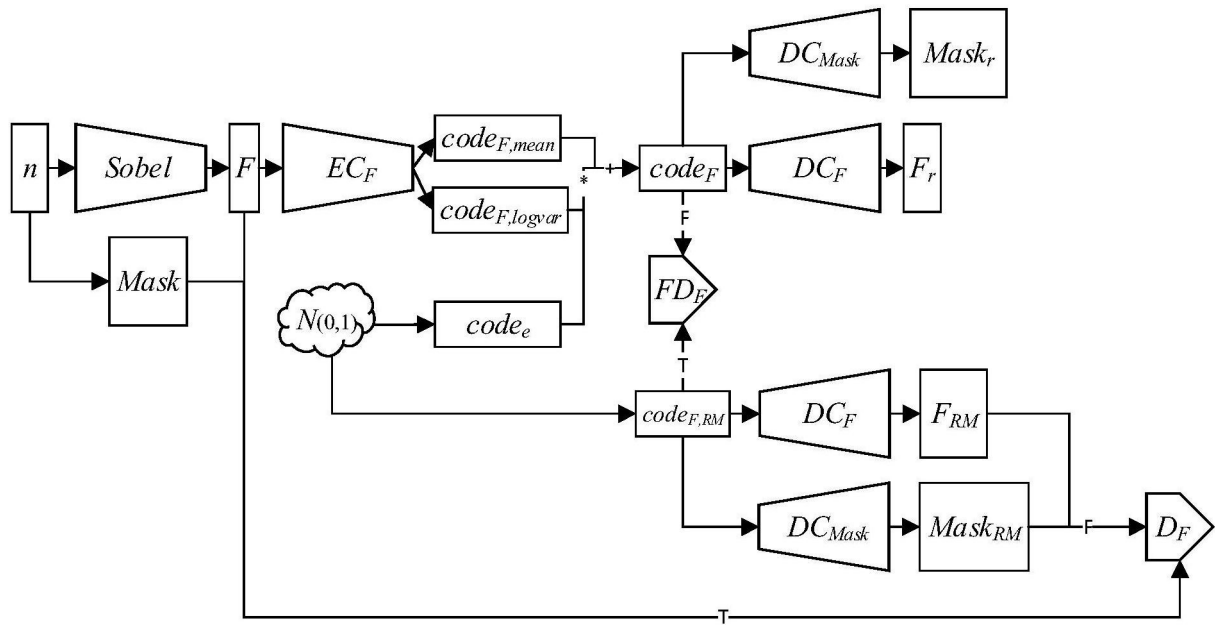 DC_Mask
Mask_r
n
Sobel
F
EC_F
code_F,mean
code_F,logvar
*
+
code_F
DC_F
F_r
Mask
F
FD_F
N(0,1)
code_e
T
code_F,RM
DC_F
F_RM
DC_Mask
Mask_RM
F
D_F
T